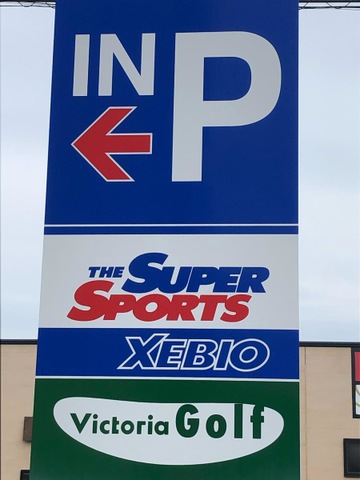 IN P
THE SUPER
SPORTS
XEBIO
Victoria Golf